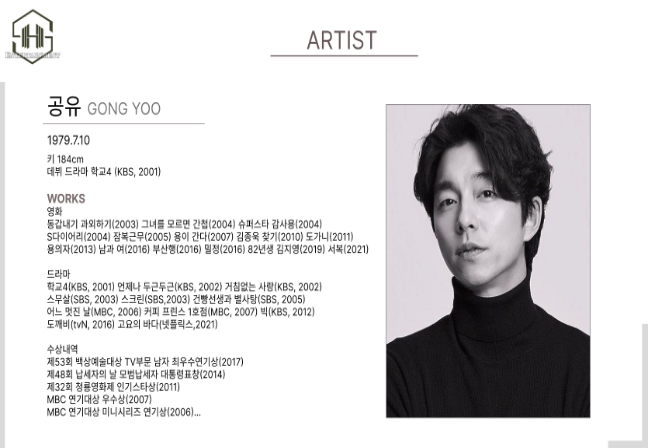 SHG
ENTERTAINMENT
ARTIST
공유 GONG YOO
1979.7.10
키 184cm
데뷔 드라마 학교4 (KBS, 2001)
WORKS
영화
동갑내기 과외하기(2003) 그녀를 모르면 간첩(2004) 슈퍼스타 감사용(2004)
S다이어리(2004) 잠복근무(2005) 용이 간다(2007) 김종욱 찾기(2010) 도가니(2011)
용의자(2013) 남과 여(2016) 부산행(2016) 밀정(2016) 82년생 김지영(2019) 서복(2021)
드라마
학교4(KBS, 2001) 언제나 두근두근(KBS, 2002) 거침없는 사랑(KBS, 2002)
스무살(SBS, 2003) 스크린(SBS,2003) 건빵선생과 별사탕(SBS, 2005)
어느 멋진 날(MBC, 2006) 커피 프린스 1호점(MBC, 2007) 빅(KBS, 2012)
도깨비(tvN, 2016) 고요의 바다(넷플릭스,2021)
수상내역
제53회 백상예술대상 TV부문 남자 최우수연기상(2017)
제48회 납세자의 날 모범납세자 대통령표창(2014)
제32회 청룡영화제 인기스타상(2011)
MBC 연기대상 우수상(2007)
MBC 연기대상 미니시리즈 연기상(2006)...